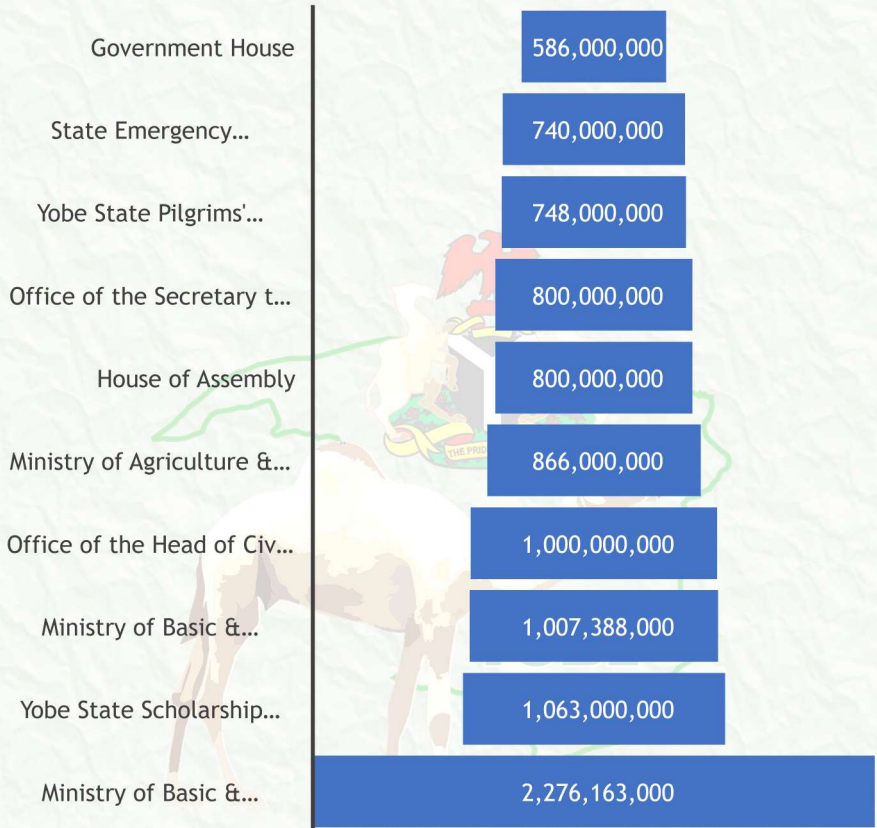 Government House 586,000,000
State Emergency… 740,000,000
Yobe State Pilgrims'… 748,000,000
Office of the Secretary t… 800,000,000
House of Assembly 800,000,000
THE PRIDE
Ministry of Agriculture &… 866,000,000
Office of the Head of Civ… 1,000,000,000
Ministry of Basic &… 1,007,388,000
Yobe State Scholarship… 1,063,000,000
Ministry of Basic &… 2,276,163,000